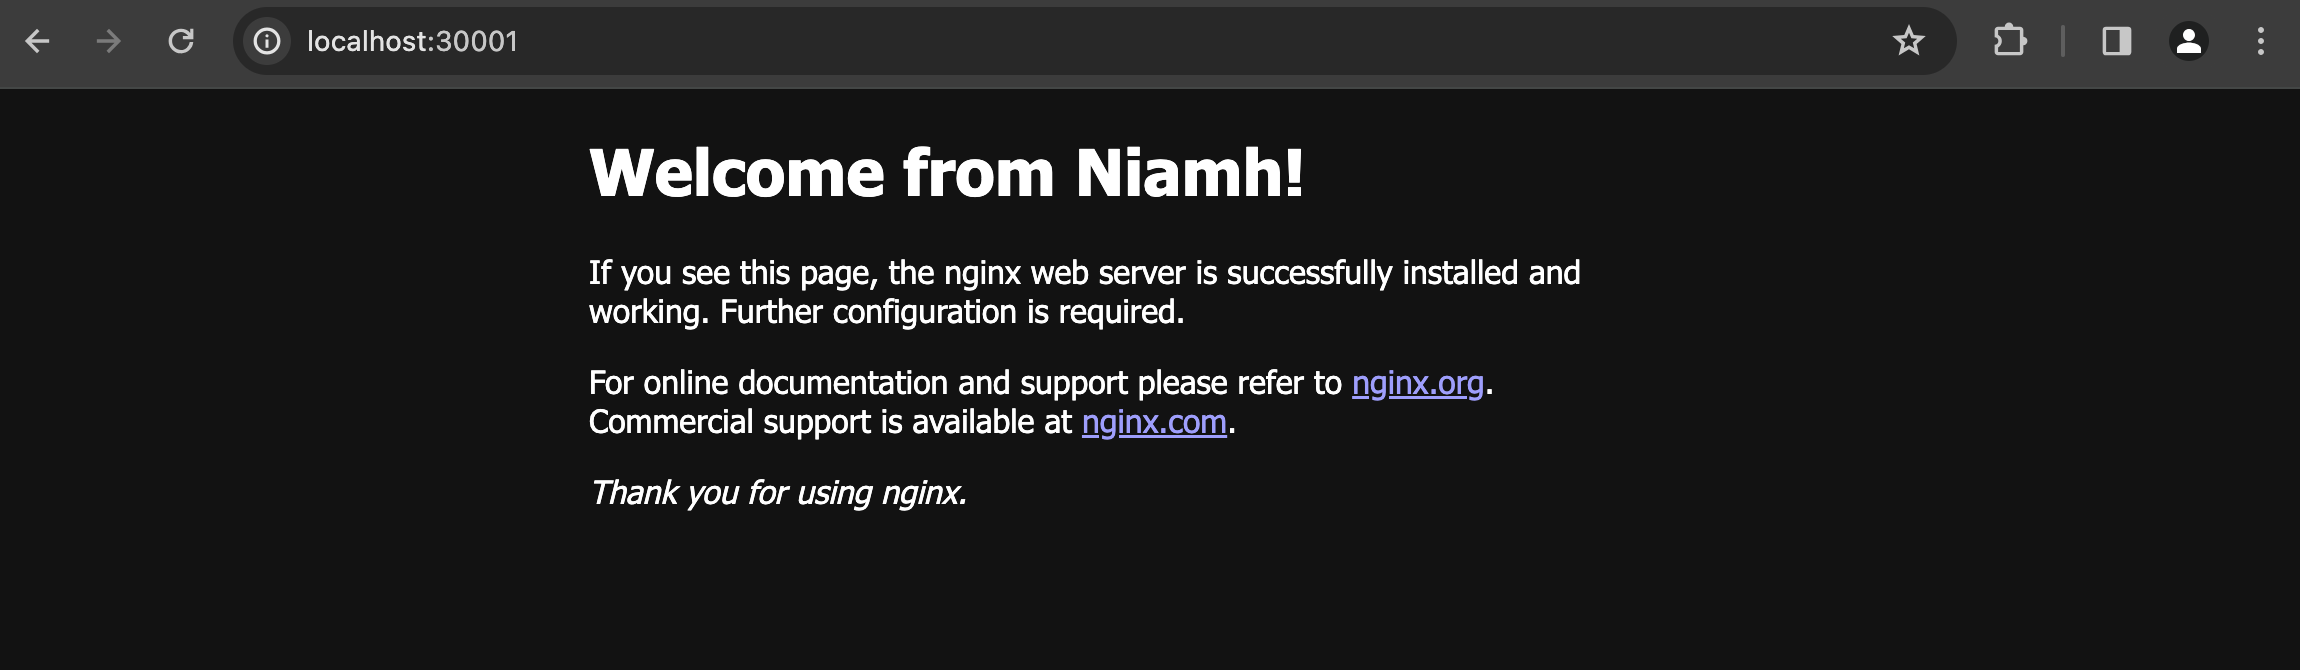 localhost:30001
Welcome from Niamh!
If you see this page, the nginx web server is successfully installed and
working. Further configuration is required.
For online documentation and support please refer to nginx.org.
Commercial support is available at nginx.com.
Thank you for using nginx.